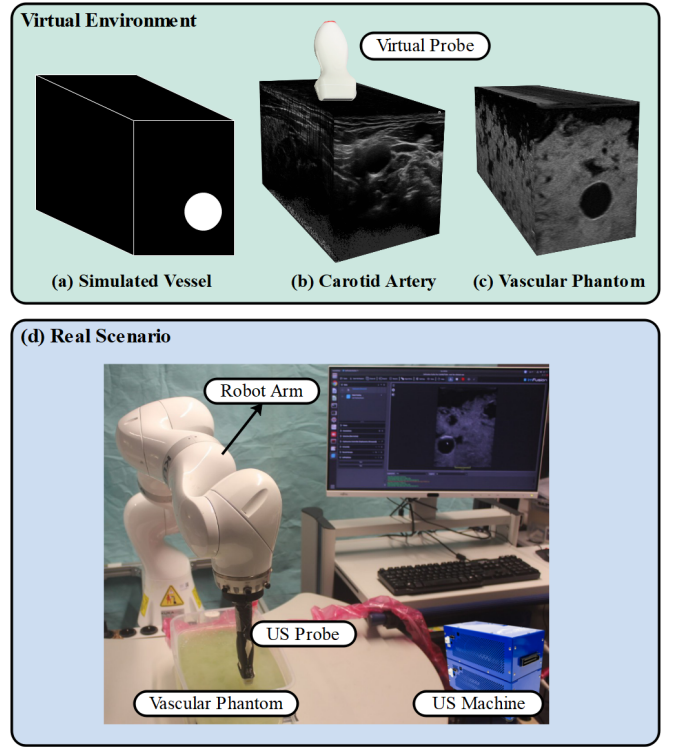 Virtual Environment
Virtual Probe
(a) Simulated Vessel
(b) Carotid Artery
(c) Vascular Phantom
(d) Real Scenario
Robot Arm
US Probe
Vascular Phantom
US Machine